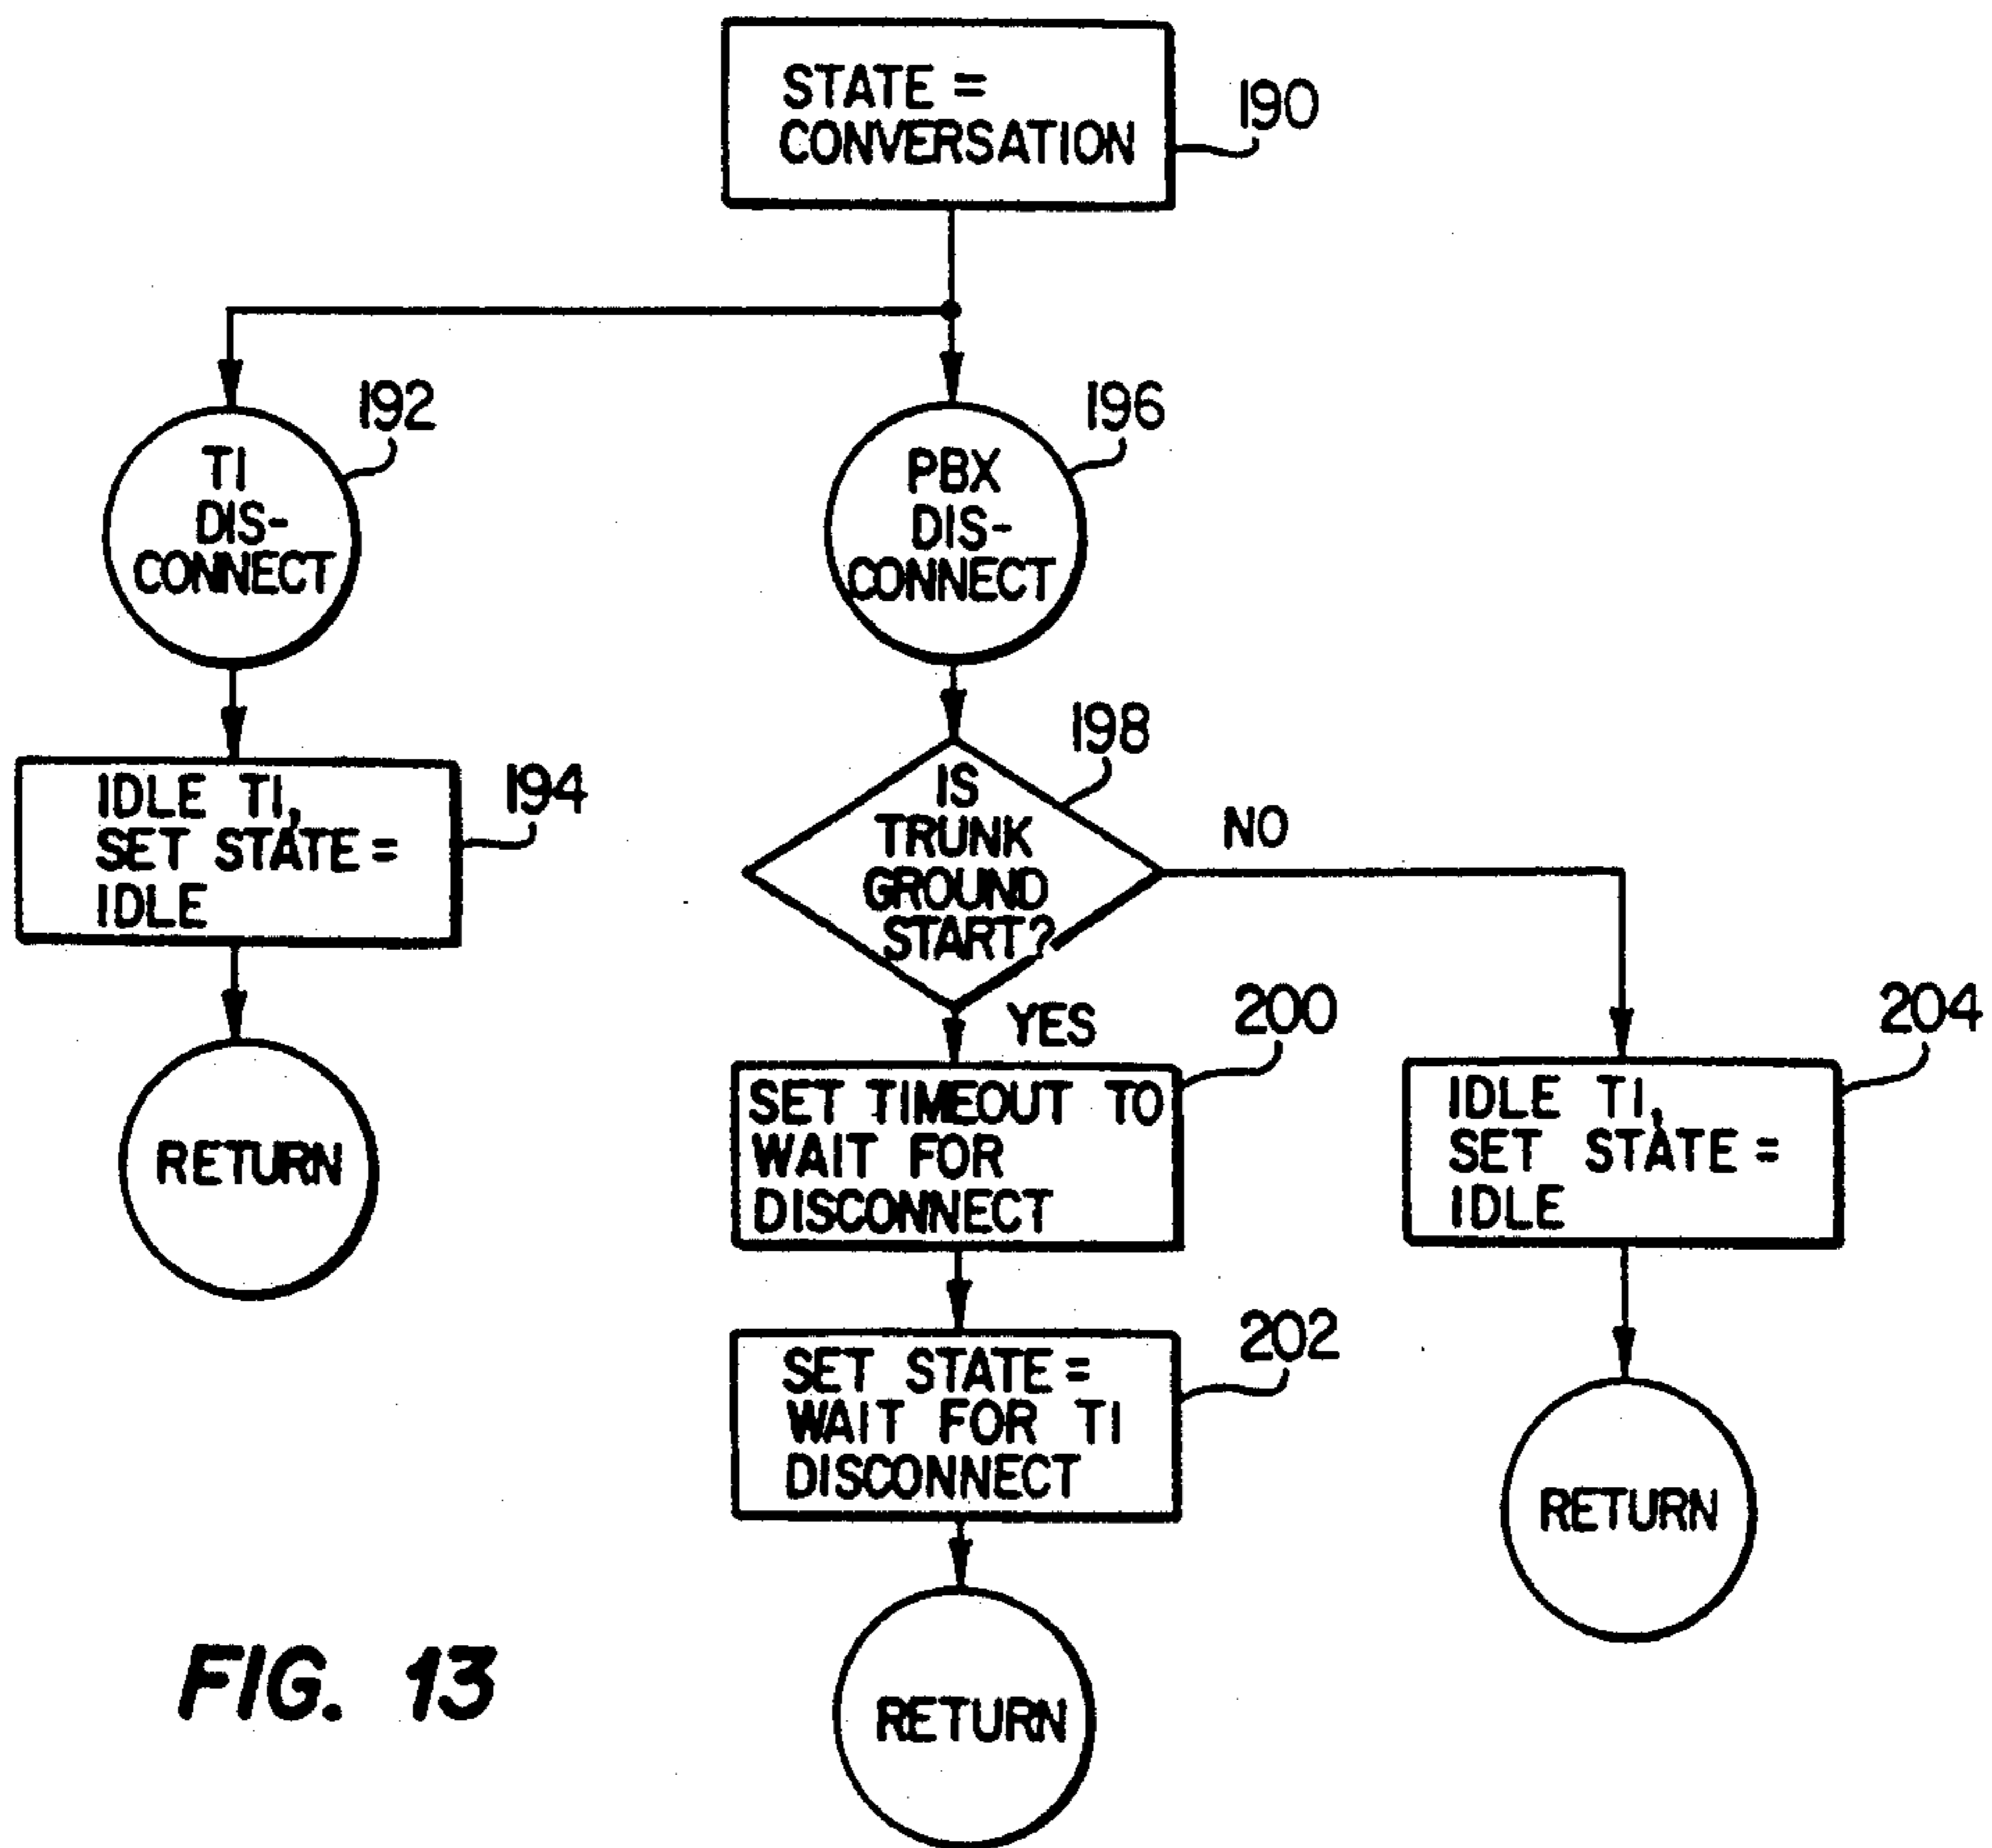 STATE =
CONVERSATION
190
192
T1
DIS-
CONNECT
196
PBX
DIS-
CONNECT
194
IDLE T1,
SET STATE =
IDLE
198
IS
TRUNK
GROUND
START?
NO
YES
RETURN
200
SET TIMEOUT TO
WAIT FOR
DISCONNECT
204
IDLE T1,
SET STATE =
IDLE
202
SET STATE =
WAIT FOR T1
DISCONNECT
RETURN
RETURN
FIG. 13